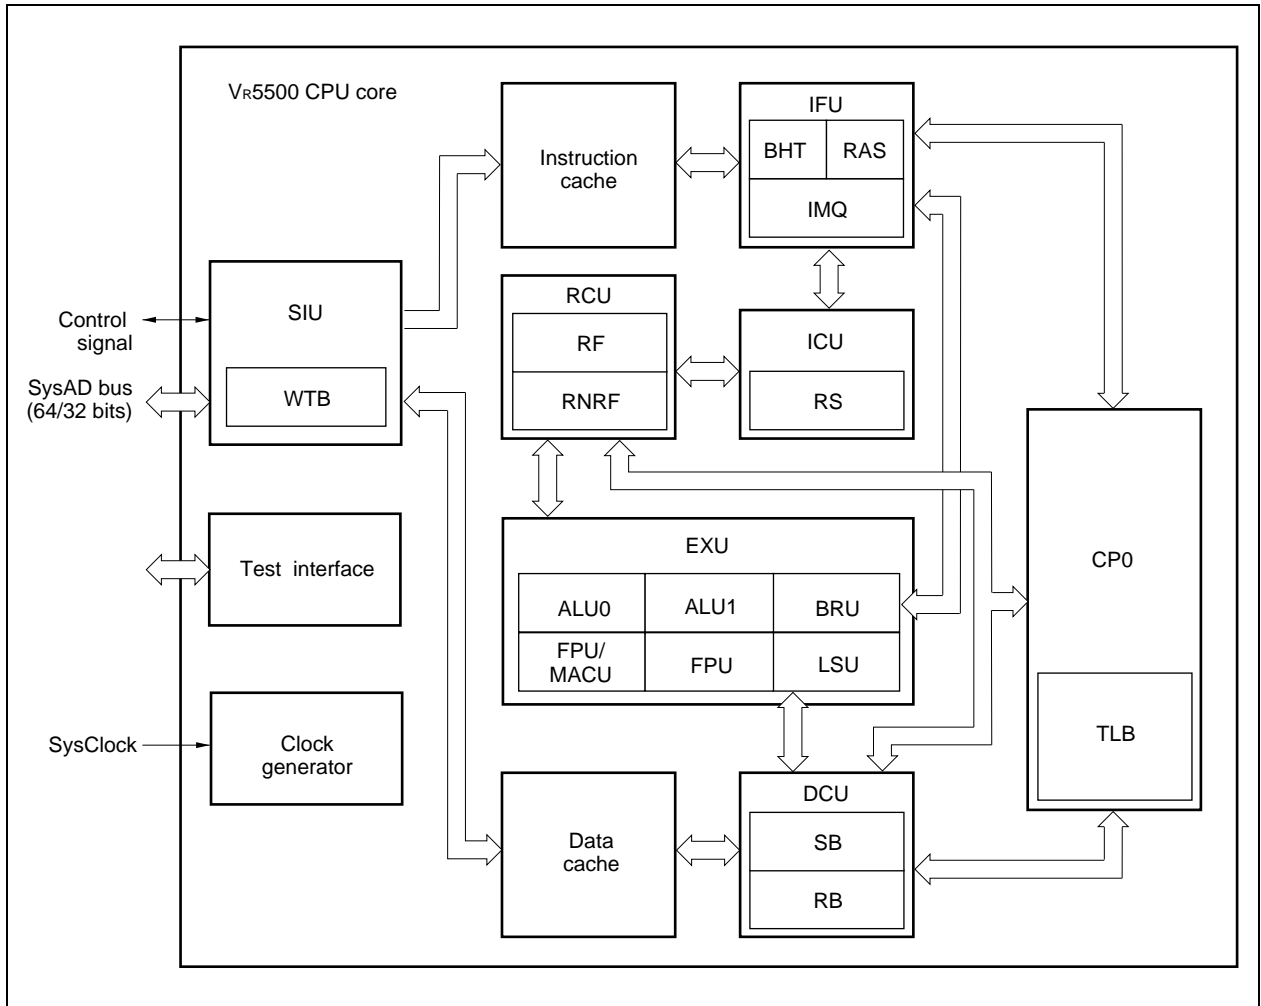 VR5500 CPU core
Instruction
cache
IFU
BHT
RAS
IMQ
SIU
WTB
Control
signal
SysAD bus
(64/32 bits)
RCU
RF
RNRF
ICU
RS
Test interface
EXU
ALU0
ALU1
BRU
FPU/
MACU
FPU
LSU
CP0
TLB
SysClock
Clock
generator
Data
cache
DCU
SB
RB